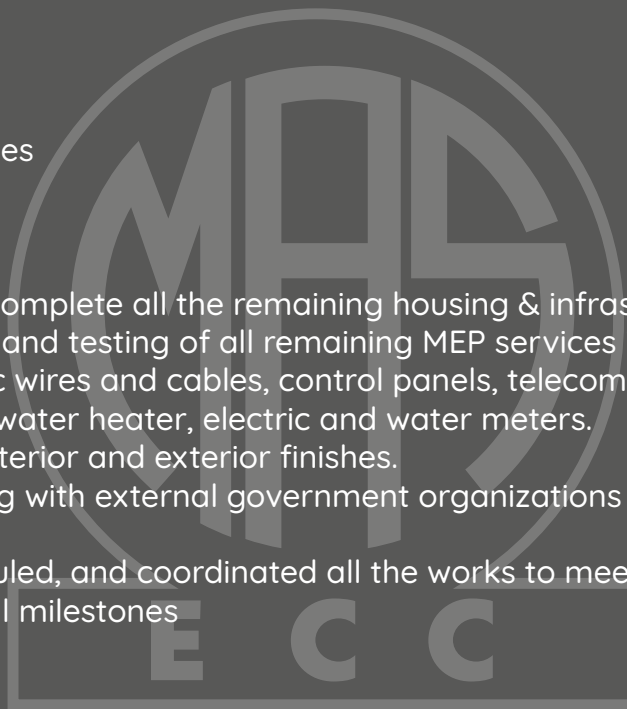 es
omplete all the remaining housing & infras
and testing of all remaining MEP services
c wires and cables, control panels, telecom
water heater, electric and water meters.
terior and exterior finishes.
g with external government organizations
uled, and coordinated all the works to mee
l milestones
MAS
ECC